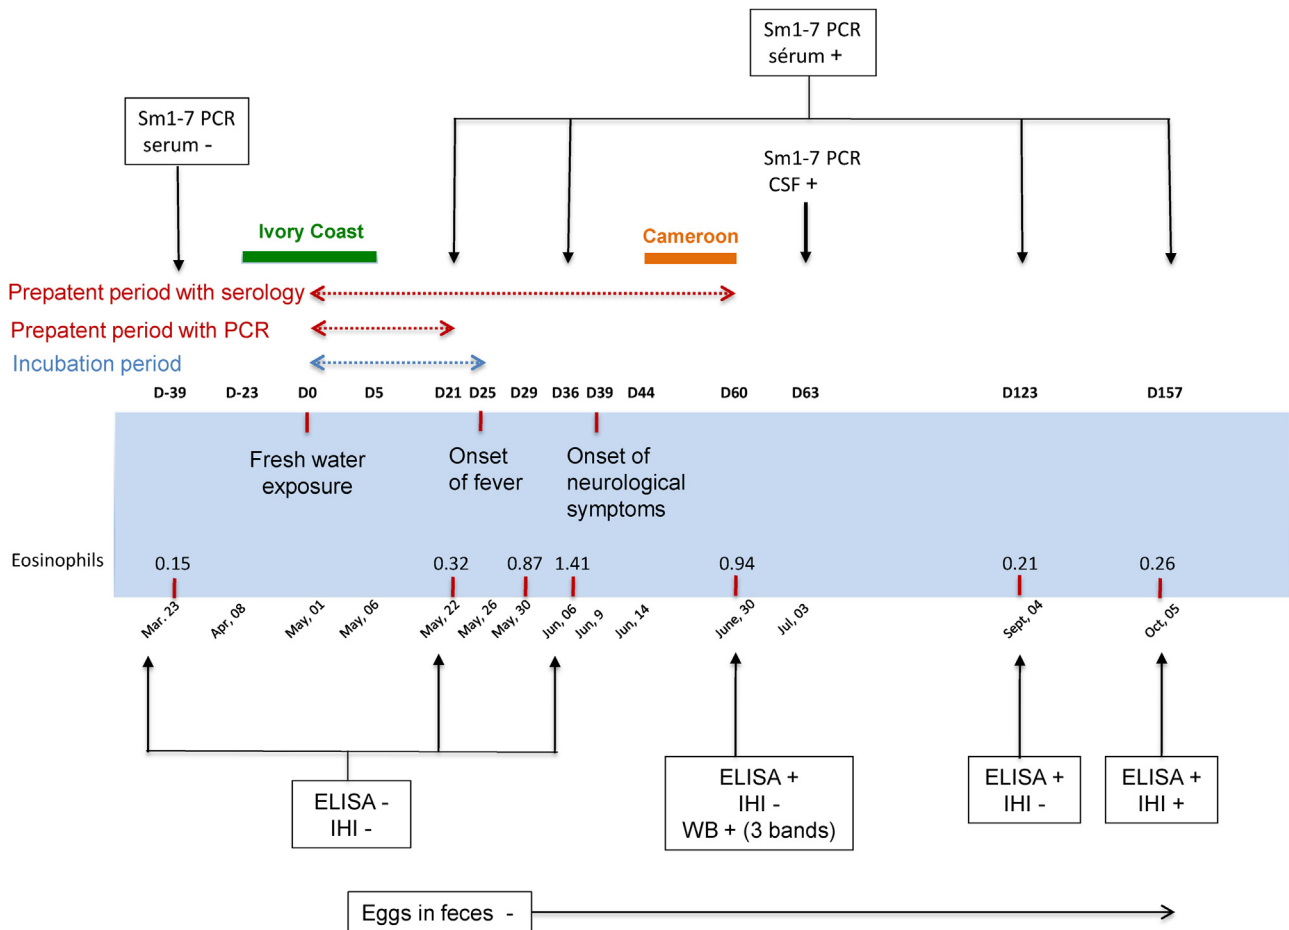 Sm1-7 PCR
sérum +
Sm1-7 PCR
serum -
Sm1-7 PCR
CSF +
Ivory Coast
Cameroon
Prepatent period with serology
Prepatent period with PCR
Incubation period
D-39 D-23 D0 D5 D21 D25 D29 D36 D39 D44 D60 D63 D123 D157
Fresh water
exposure
Onset
of fever
Onset of
neurological
symptoms
Eosinophils 0.15 0.32 0.87 1.41 0.94 0.21 0.26
Mar, 23 Apr, 08 May, 01 May, 06 May, 22 May, 26 May, 30 Jun, 06 Jun, 9 Jun, 14 June, 30 Jul, 03 Sept, 04 Oct, 05
ELISA -
IHI -
ELISA +
IHI -
WB + (3 bands)
ELISA +
IHI -
ELISA +
IHI +
Eggs in feces -